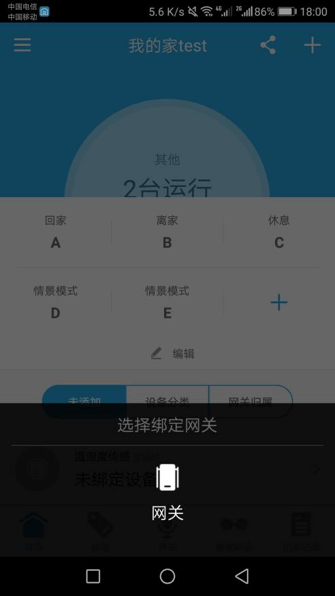 中国电信
中国移动
5.6 K/s 86% 18:00
我的家test
其他
2台运行
回家 离家 休息
A B C
情景模式 情景模式
D E
编辑
未添加 设备分类 网关归属
选择绑定网关
未绑定设备
网关